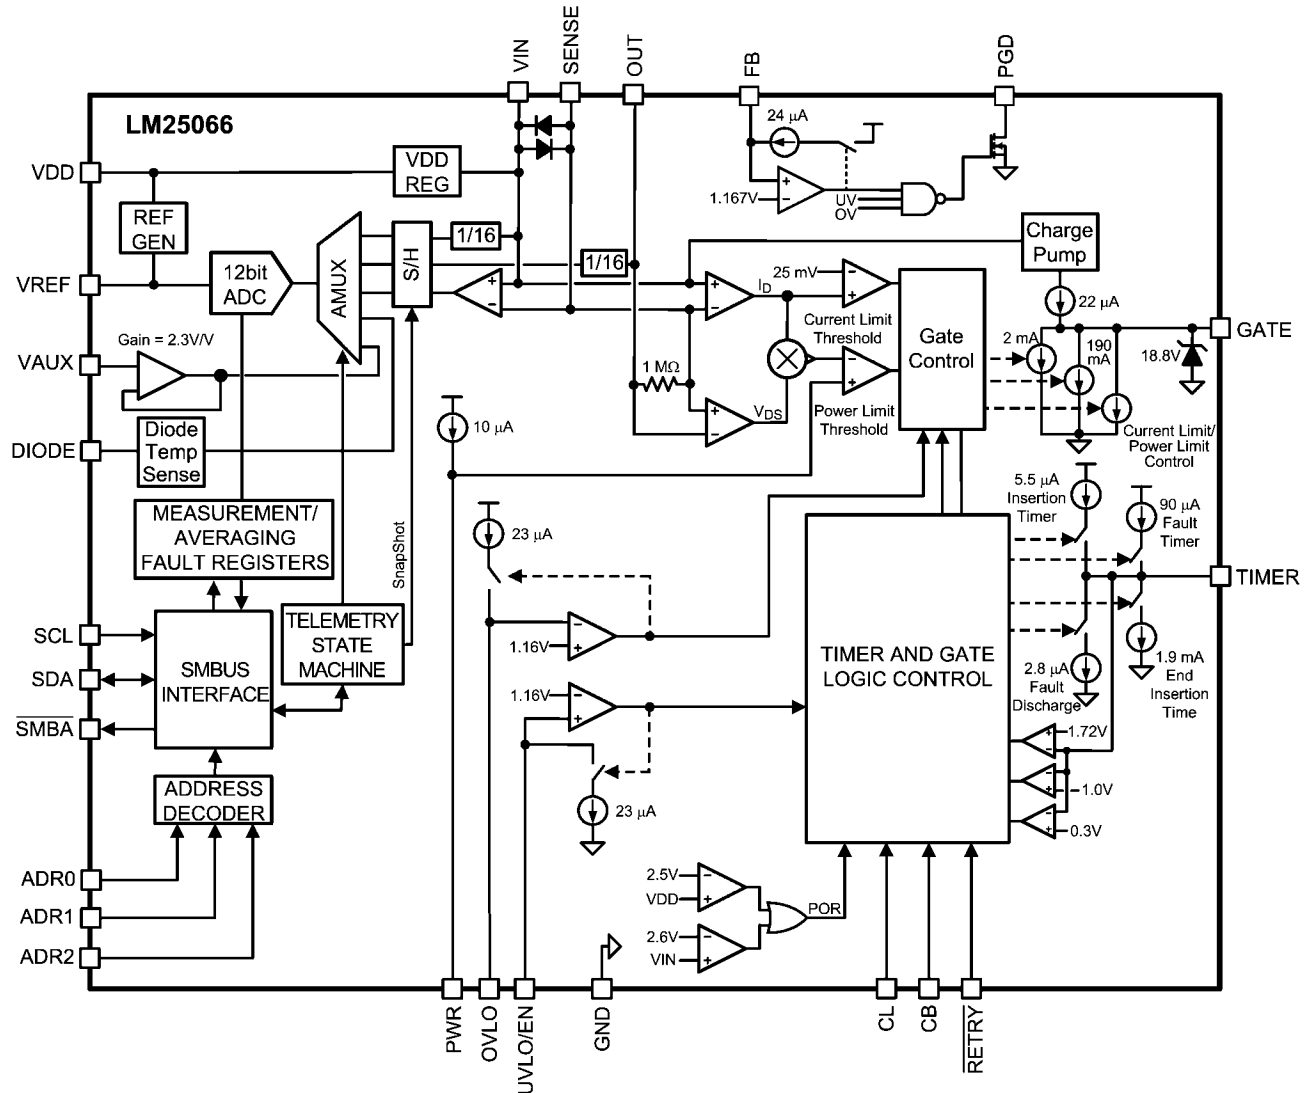 VIN
SENSE
OUT
FB
PGD
LM25066
24 μA
VDD
VDD
REG
1.167V
UV
OV
REF
GEN
AMUX
S/H
1/16
1/16
Charge
Pump
VREF
12bit
ADC
25 mV
ID
22 μA
Gain = 2.3V/V
VAUX
Current Limit
Threshold
Gate
Control
2 mA
190
mA
18.8V
GATE
1 MΩ
VDS
Power Limit
Threshold
10 μA
DIODE
Diode
Temp
Sense
Current Limit/
Power Limit
Control
5.5 μA
Insertion
Timer
90 μA
Fault
Timer
MEASUREMENT/
AVERAGING
FAULT REGISTERS
SnapShot
23 μA
TIMER
SCL
SDA
SMBA
SMBUS
INTERFACE
TELEMETRY
STATE
MACHINE
1.16V
1.16V
TIMER AND GATE
LOGIC CONTROL
2.8 μA
Fault
Discharge
1.9 mA
End
Insertion
Time
1.72V
1.0V
0.3V
23 μA
ADDRESS
DECODER
ADR0
ADR1
ADR2
2.5V
VDD
2.6V
VIN
POR
PWR
OVLO
UVLO/EN
GND
CL
CB
RETRY